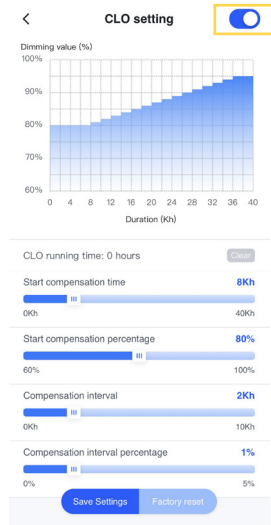 CLO setting
Dimming value (%)
100%
90%
80%
70%
60%
0 4 8 12 16 20 24 28 32 36 40
Duration (Kh)
CLO running time: 0 hours Clear
Start compensation time 8Kh
0Kh 40Kh
Start compensation percentage 80%
60% 100%
Compensation interval 2Kh
0Kh 10Kh
Compensation interval percentage 1%
0% 5%
Save Settings Factory reset